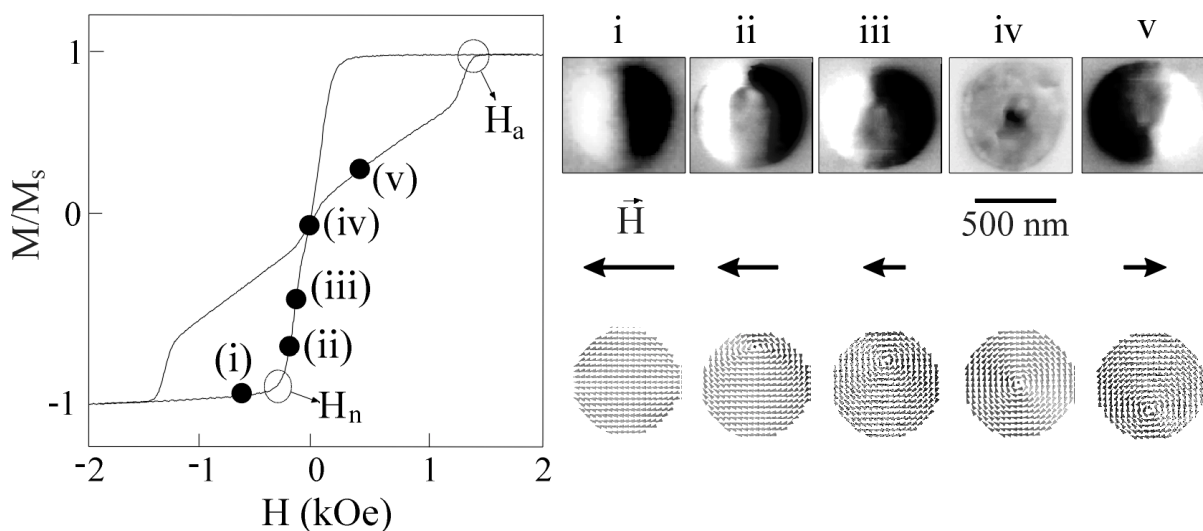 M/Ms
1
0
-1
-2
-1
0
1
2
H (kOe)
Ha
Hn
(i)
(ii)
(iii)
(iv)
(v)
i
ii
iii
iv
v
H
500 nm